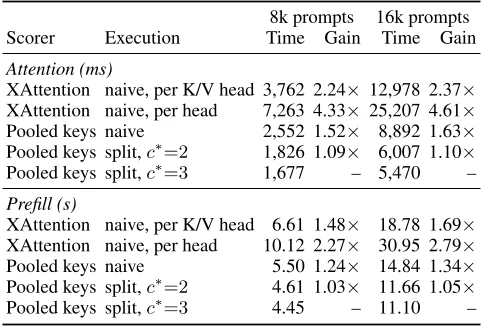 8k prompts 16k prompts
Scorer Execution Time Gain Time Gain
Attention (ms)
XAttention naive, per K/V head 3,762 2.24× 12,978 2.37×
XAttention naive, per head 7,263 4.33× 25,207 4.61×
Pooled keys naive 2,552 1.52× 8,892 1.63×
Pooled keys split, c*=2 1,826 1.09× 6,007 1.10×
Pooled keys split, c*=3 1,677 – 5,470 –
Prefill (s)
XAttention naive, per K/V head 6.61 1.48× 18.78 1.69×
XAttention naive, per head 10.12 2.27× 30.95 2.79×
Pooled keys naive 5.50 1.24× 14.84 1.34×
Pooled keys split, c*=2 4.61 1.03× 11.66 1.05×
Pooled keys split, c*=3 4.45 – 11.10 –